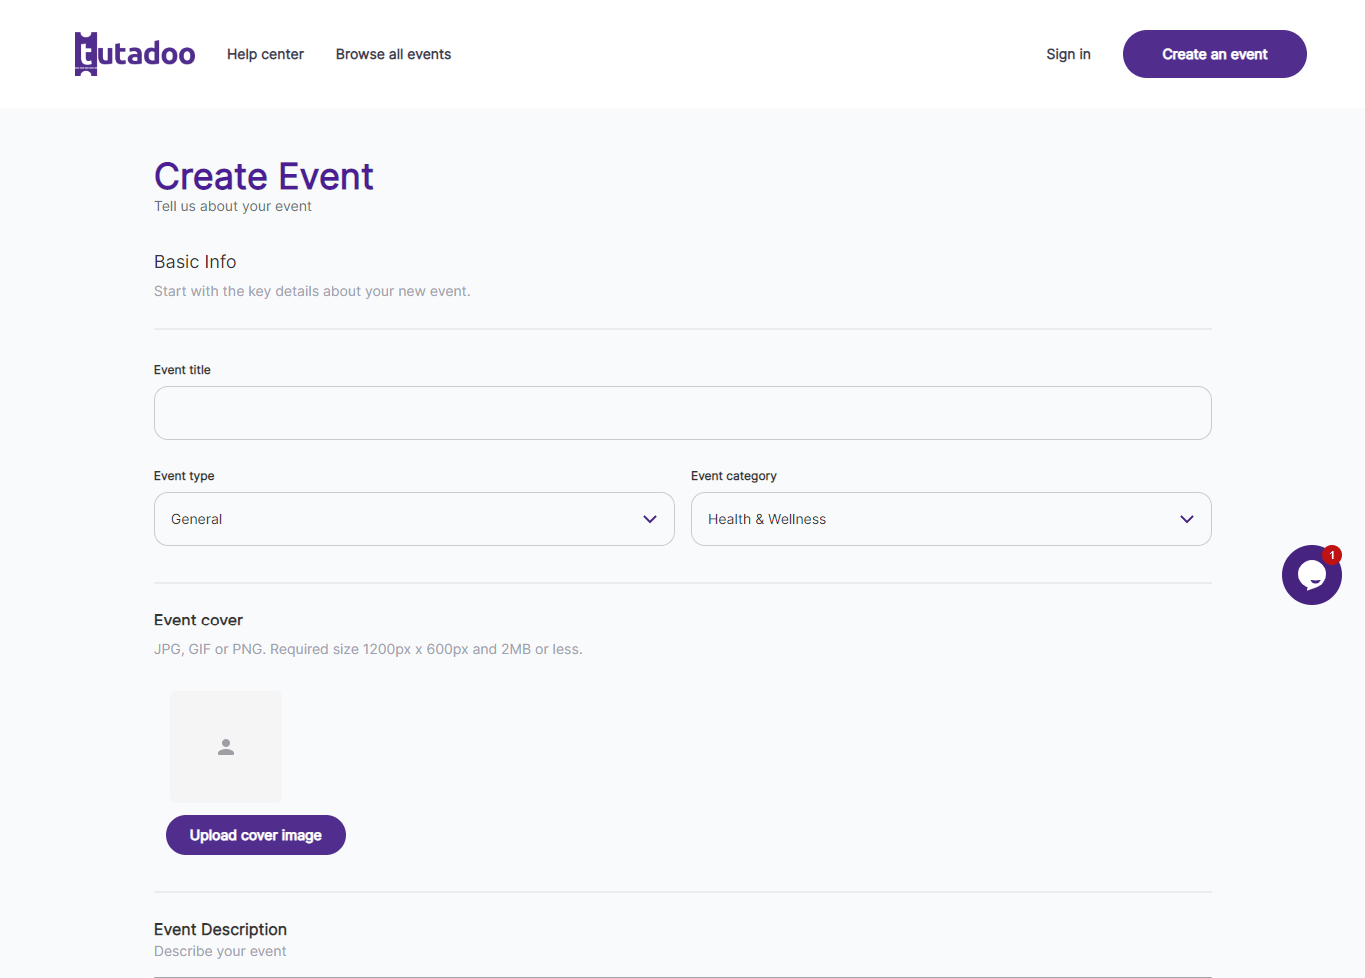 tutadoo
Help center
Browse all events
Sign in
Create an event
Create Event
Tell us about your event
Basic Info
Start with the key details about your new event.
Event title
Event type
Event category
General
Health & Wellness
1
Event cover
JPG, GIF or PNG. Required size 1200px x 600px and 2MB or less.
Upload cover image
Event Description
Describe your event